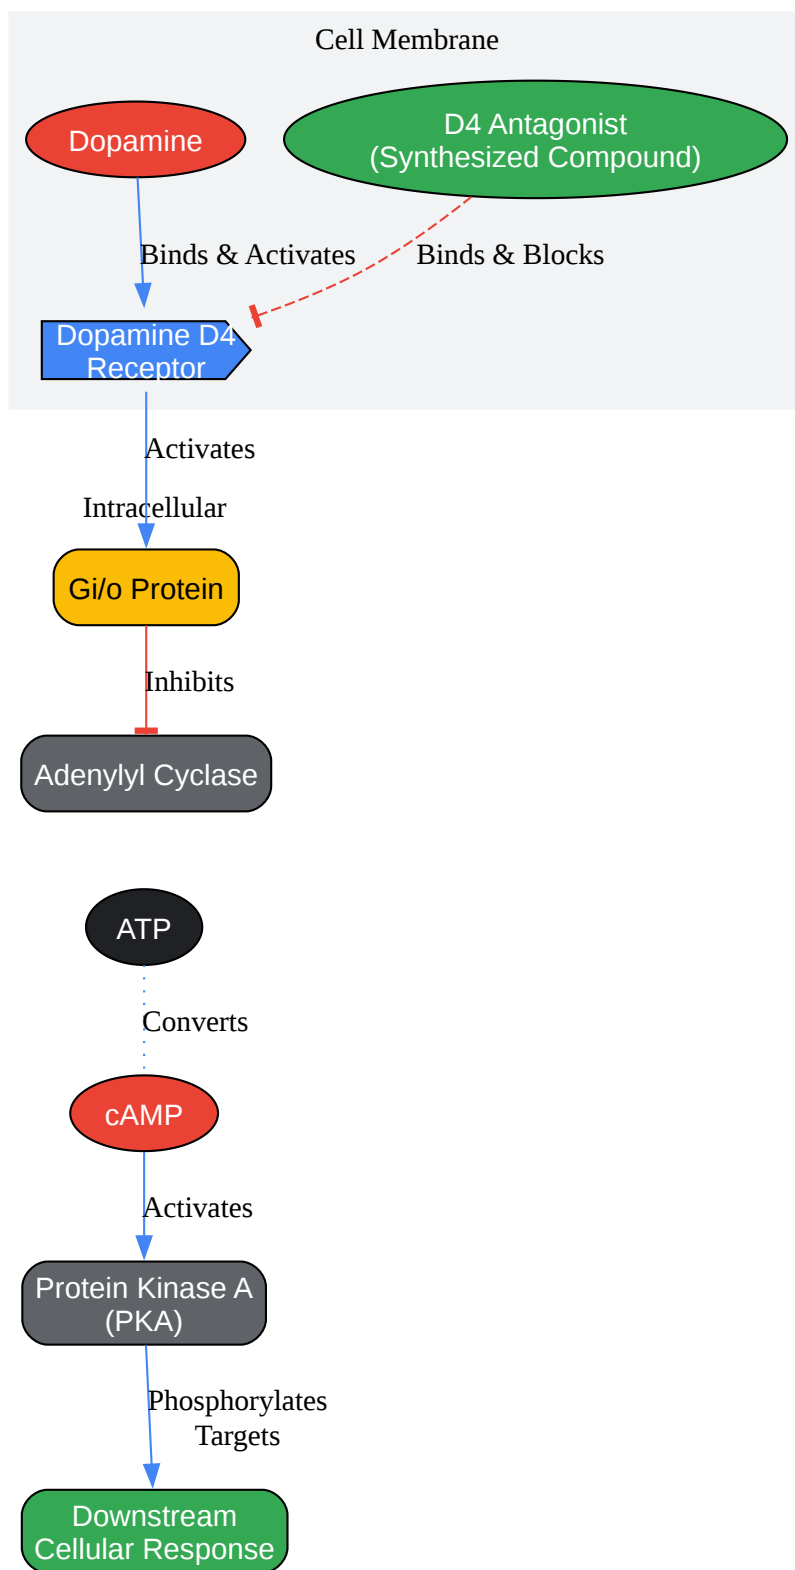 Cell Membrane
Dopamine
D4 Antagonist
(Synthesized Compound)
Binds & Activates
Binds & Blocks
Dopamine D4
Receptor
Activates
Intracellular
Gi/o Protein
Inhibits
Adenylyl Cyclase
ATP
Converts
cAMP
Activates
Protein Kinase A
(PKA)
Phosphorylates
Targets
Downstream
Cellular Response